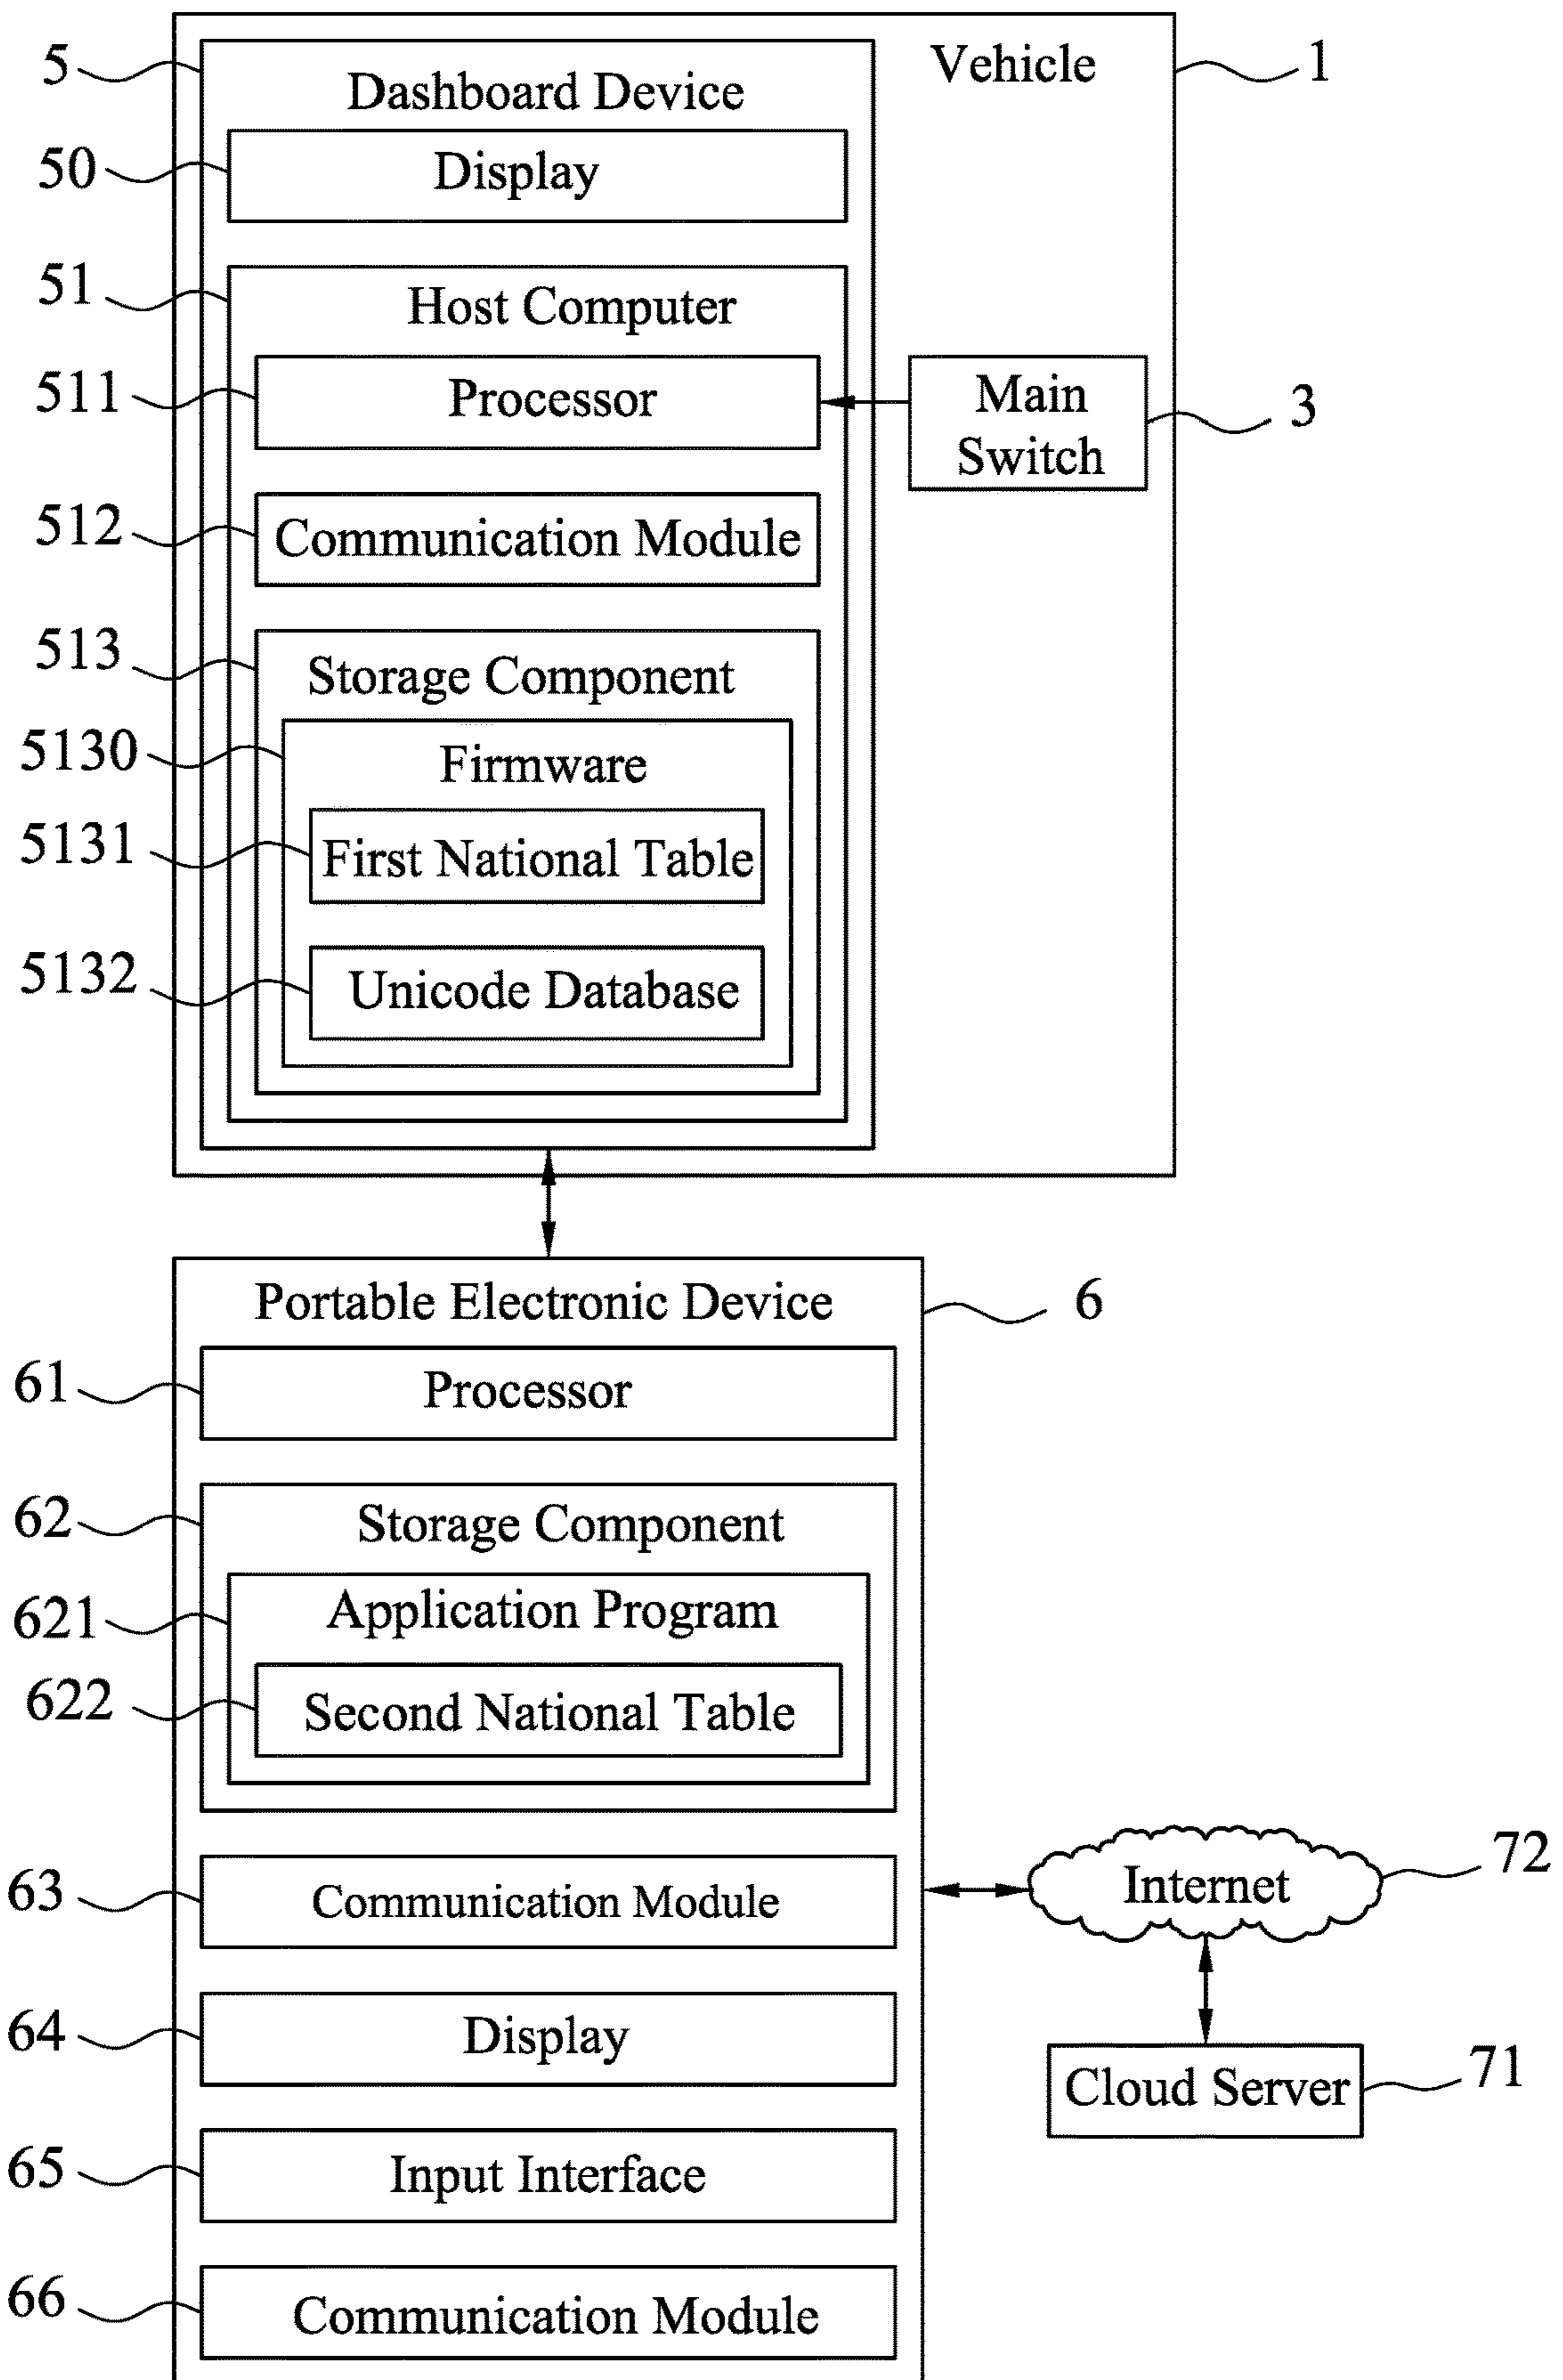 5
Dashboard Device
Vehicle
1
50
Display
51
Host Computer
511
Processor
Main
Switch
3
512
Communication Module
513
Storage Component
5130
Firmware
5131
First National Table
5132
Unicode Database
Portable Electronic Device
6
61
Processor
62
Storage Component
621
Application Program
622
Second National Table
63
Communication Module
Internet
72
64
Display
Cloud Server
71
65
Input Interface
66
Communication Module